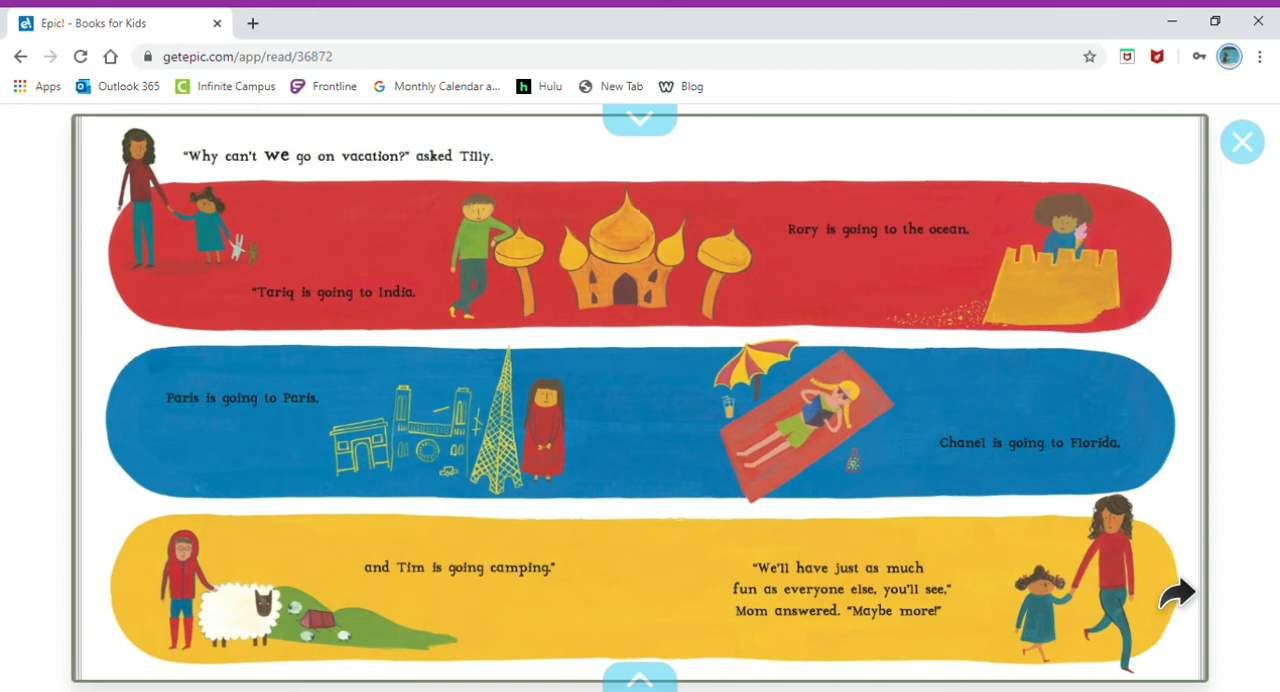 Epic! - Books for Kids
getepic.com/app/read/36872
Apps Outlook 365 Infinite Campus Frontline Monthly Calendar a... Hulu New Tab Blog
"Why can't we go on vacation?" asked Tilly.
Rory is going to the ocean,
"Tariq is going to India,
Paris is going to Paris,
Chanel is going to Florida,
and Tim is going camping."
"We'll have just as much
fun as everyone else, you'll see,"
Mom answered. "Maybe more!"